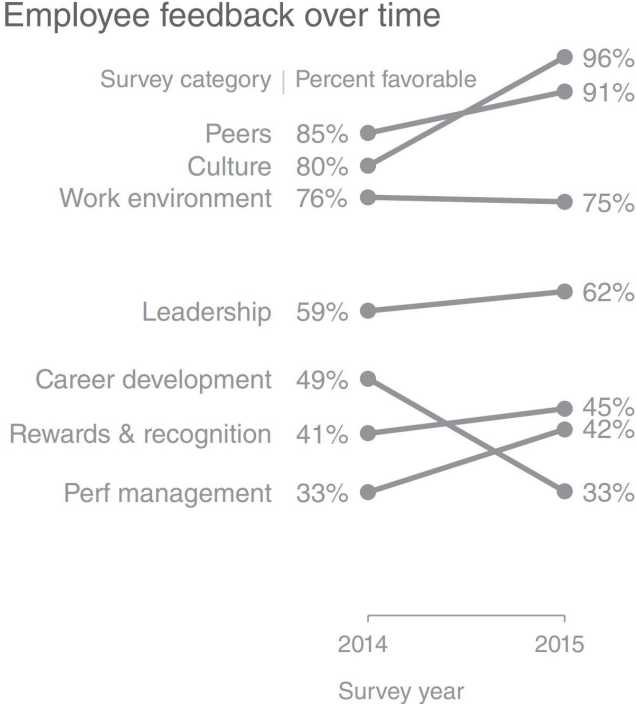 Employee feedback over time
Survey category | Percent favorable
96%
91%
Peers 85%
Culture 80%
Work environment 76%
75%
Leadership 59%
62%
Career development 49%
45%
Rewards & recognition 41%
42%
Perf management 33%
33%
2014 2015
Survey year